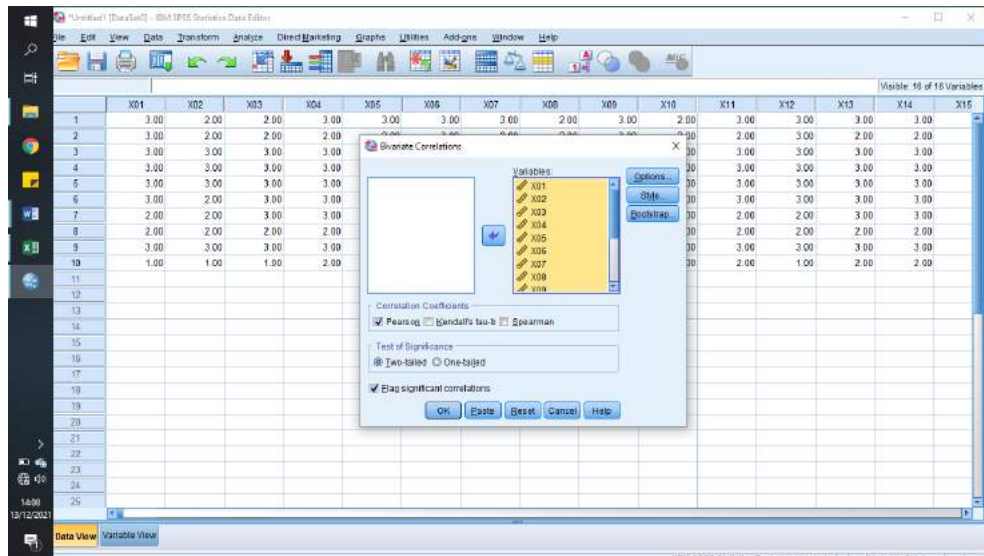 *Untitled1 [DataSet0] - IBM SPSS Statistics Data Editor
File Edit View Data Transform Analyze Direct Marketing Graphs Utilities Add-ons Window Help
Visible: 16 of 16 Variables
X01 X02 X03 X04 X05 X06 X07 X08 X09 X10 X11 X12 X13 X14 X15
1 3.00 2.00 2.00 3.00 3.00 3.00 3.00 2.00 3.00 2.00 3.00 3.00 3.00 3.00
2 3.00 2.00 2.00 2.00 2.00 3.00 2.00 2.00
3 3.00 3.00 3.00 3.00 3.00 3.00 3.00 3.00
4 3.00 3.00 3.00 3.00 3.00 3.00 3.00 3.00
5 3.00 3.00 3.00 3.00 3.00 3.00 3.00 3.00
6 3.00 2.00 3.00 3.00 3.00 3.00 3.00 3.00
7 2.00 2.00 3.00 3.00 2.00 2.00 3.00 3.00
8 2.00 2.00 2.00 2.00 2.00 2.00 2.00 2.00
9 3.00 3.00 3.00 3.00 3.00 3.00 3.00 3.00
10 1.00 1.00 1.00 2.00 2.00 1.00 2.00 2.00
11
12
13
14
15
16
17
18
19
20
21
22
23
24
25
Bivariate Correlations
Variables:
X01
X02
X03
X04
X05
X06
X07
X08
X09
Options...
Style...
Bootstrap...
Correlation Coefficients
Pearson Kendall's tau-b Spearman
Test of Significance
Two-tailed One-tailed
Flag significant correlations
OK Paste Reset Cancel Help
Data View Variable View
14:00
13/12/2021